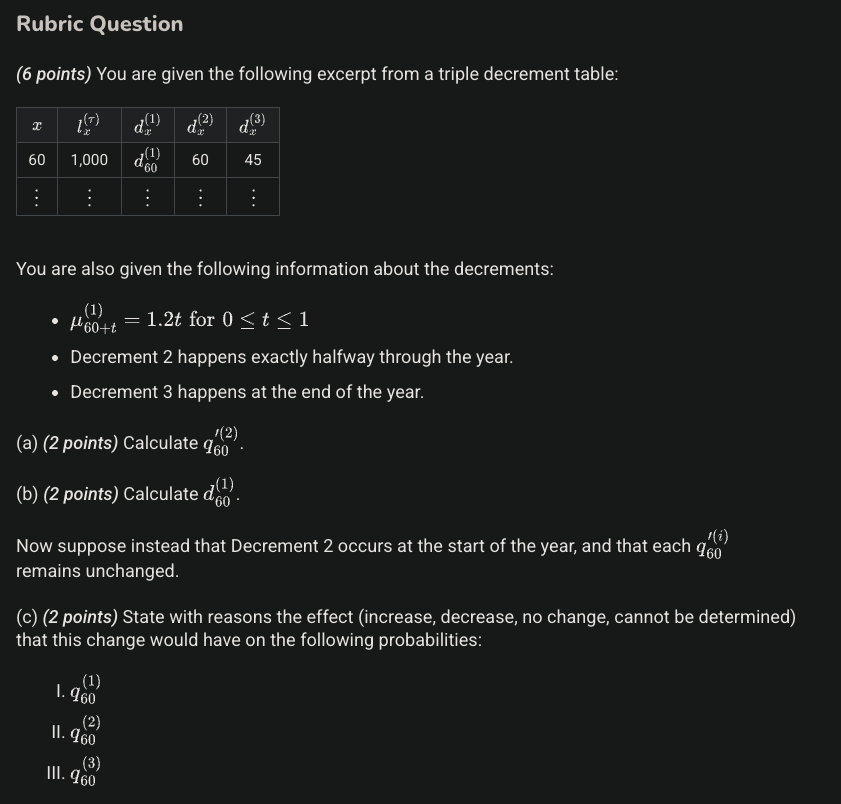 Rubric Question
(6 points) You are given the following excerpt from a triple decrement table:
x l_x^{(τ)} d_x^{(1)} d_x^{(2)} d_x^{(3)}
60 1,000 d_{60}^{(1)} 60 45
⋮ ⋮ ⋮ ⋮ ⋮
You are also given the following information about the decrements:
• μ_{60+t}^{(1)} = 1.2t for 0 ≤ t ≤ 1
• Decrement 2 happens exactly halfway through the year.
• Decrement 3 happens at the end of the year.
(a) (2 points) Calculate q_{60}^{′(2)}.
(b) (2 points) Calculate d_{60}^{(1)}.
Now suppose instead that Decrement 2 occurs at the start of the year, and that each q_{60}^{′(i)}
remains unchanged.
(c) (2 points) State with reasons the effect (increase, decrease, no change, cannot be determined)
that this change would have on the following probabilities:
I. q_{60}^{(1)}
II. q_{60}^{(2)}
III. q_{60}^{(3)}